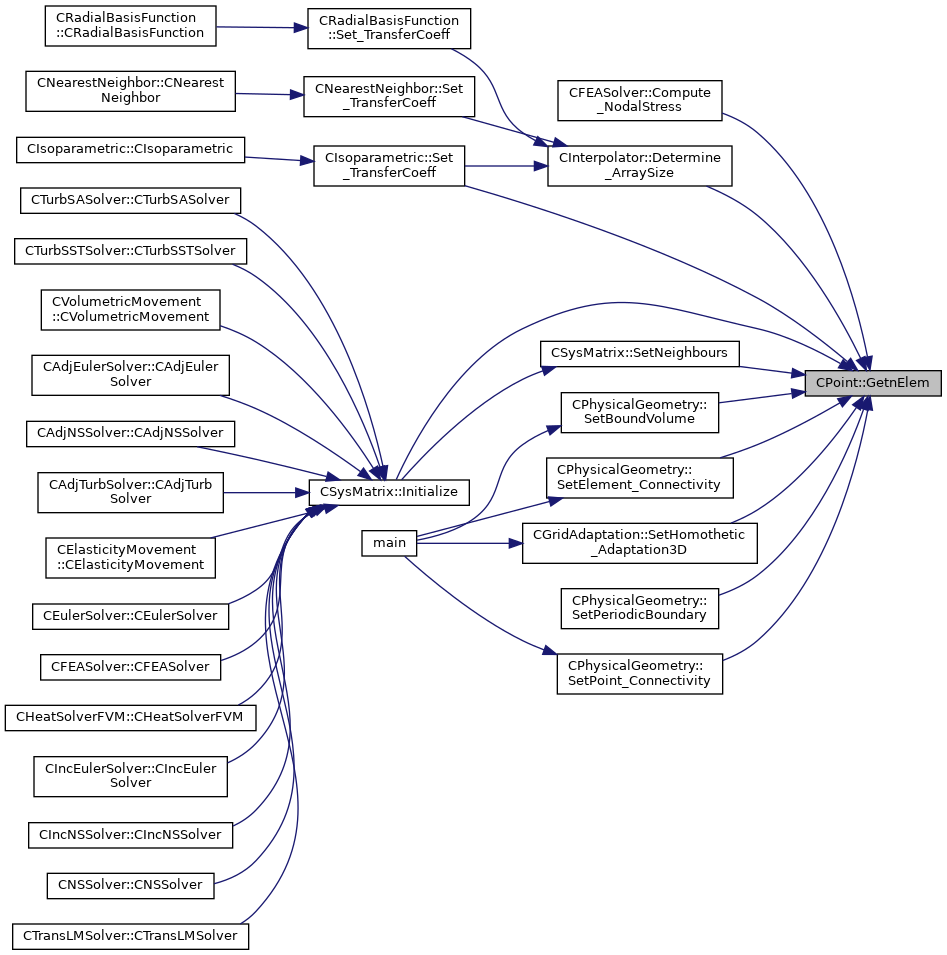 CRadialBasisFunction
::CRadialBasisFunction
CRadialBasisFunction
::Set_TransferCoeff
CNearestNeighbor::CNearest
Neighbor
CNearestNeighbor::Set
_TransferCoeff
CFEASolver::Compute
_NodalStress
CIsoparametric::CIsoparametric
CIsoparametric::Set
_TransferCoeff
CInterpolator::Determine
_ArraySize
CTurbSASolver::CTurbSASolver
CTurbSSTSolver::CTurbSSTSolver
CVolumetricMovement
::CVolumetricMovement
CAdjEulerSolver::CAdjEuler
Solver
CSysMatrix::SetNeighbours
CPoint::GetnElem
CAdjNSSolver::CAdjNSSolver
CPhysicalGeometry::
SetBoundVolume
CAdjTurbSolver::CAdjTurb
Solver
CSysMatrix::Initialize
CPhysicalGeometry::
SetElement_Connectivity
CElasticityMovement
::CElasticityMovement
main
CGridAdaptation::SetHomothetic
_Adaptation3D
CEulerSolver::CEulerSolver
CPhysicalGeometry::
SetPeriodicBoundary
CFEASolver::CFEASolver
CPhysicalGeometry::
SetPoint_Connectivity
CHeatSolverFVM::CHeatSolverFVM
CIncEulerSolver::CIncEuler
Solver
CIncNSSolver::CIncNSSolver
CNSSolver::CNSSolver
CTransLMSolver::CTransLMSolver